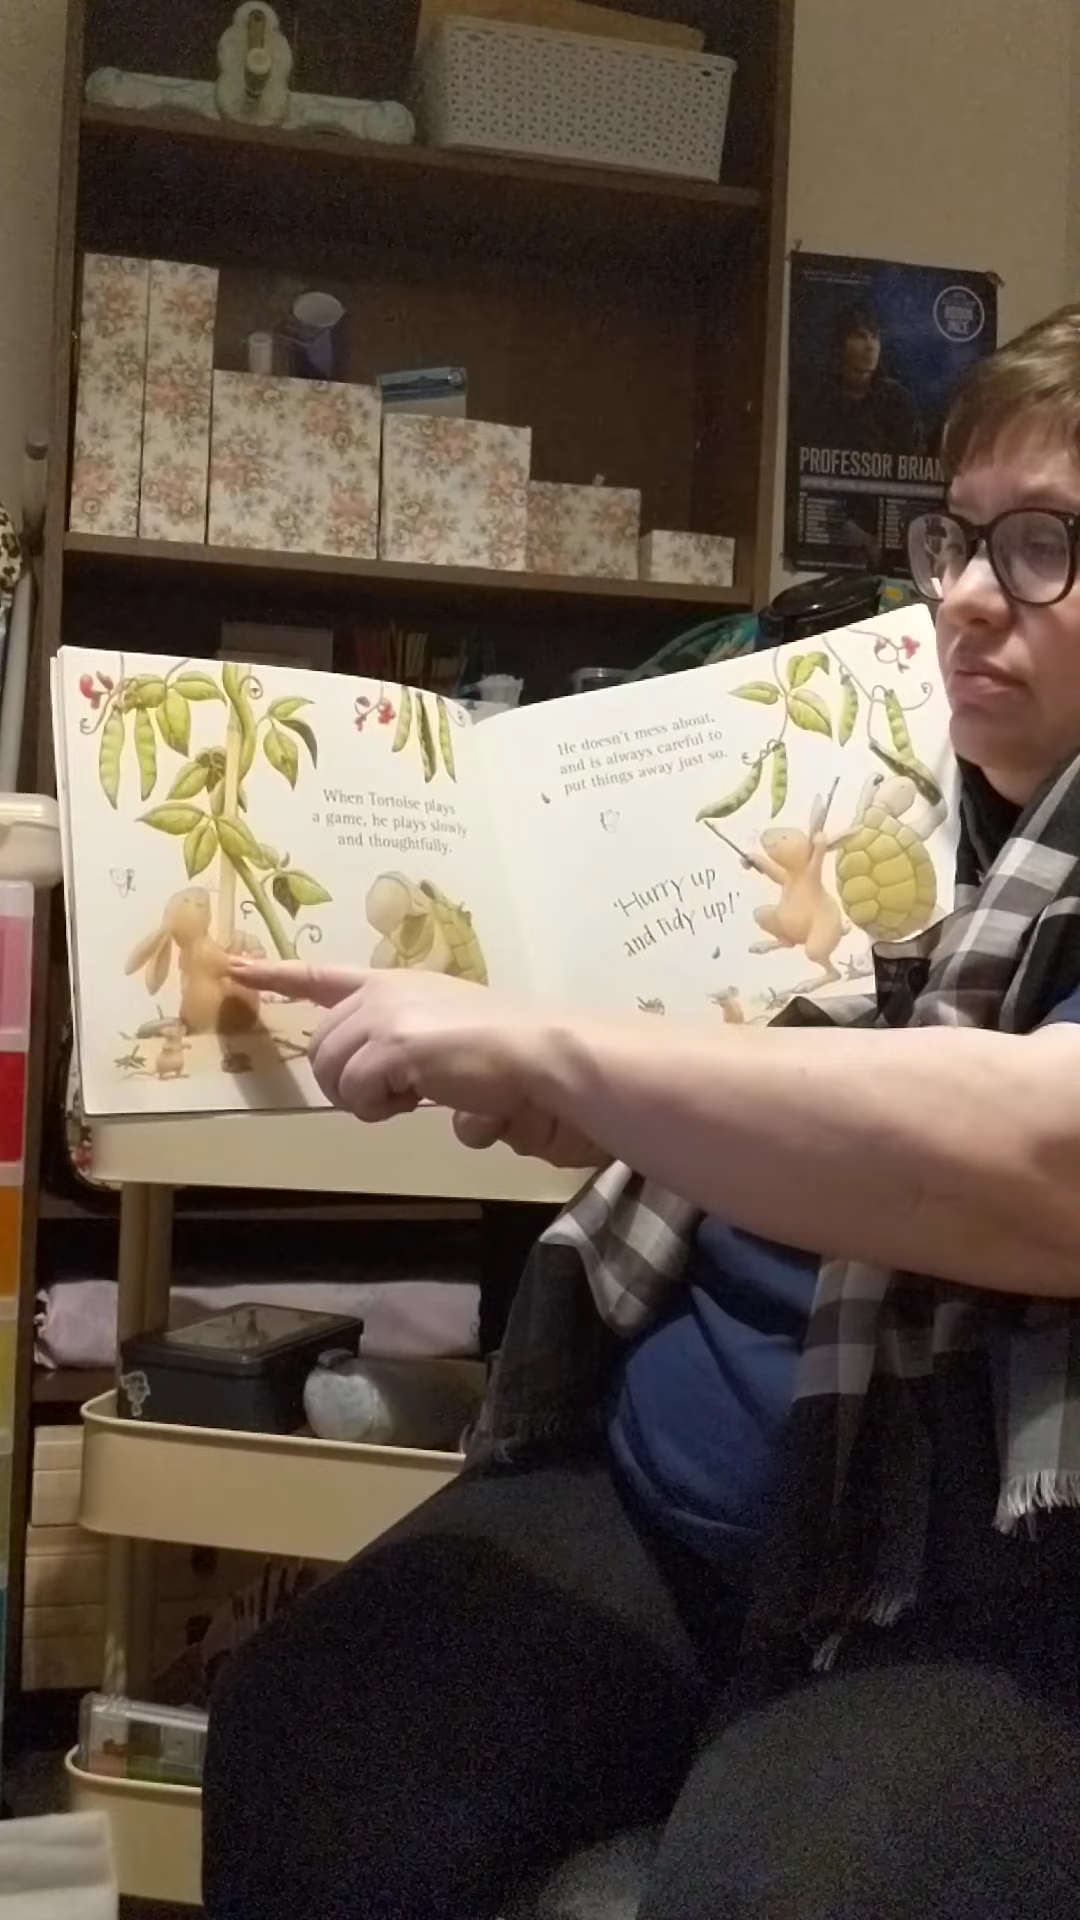 PROFESSOR BRIAN
When Tortoise plays
a game, he plays slowly
and thoughtfully.
He doesn't mess about,
and is always careful to
put things away just so.
'Hurry up
and tidy up!'